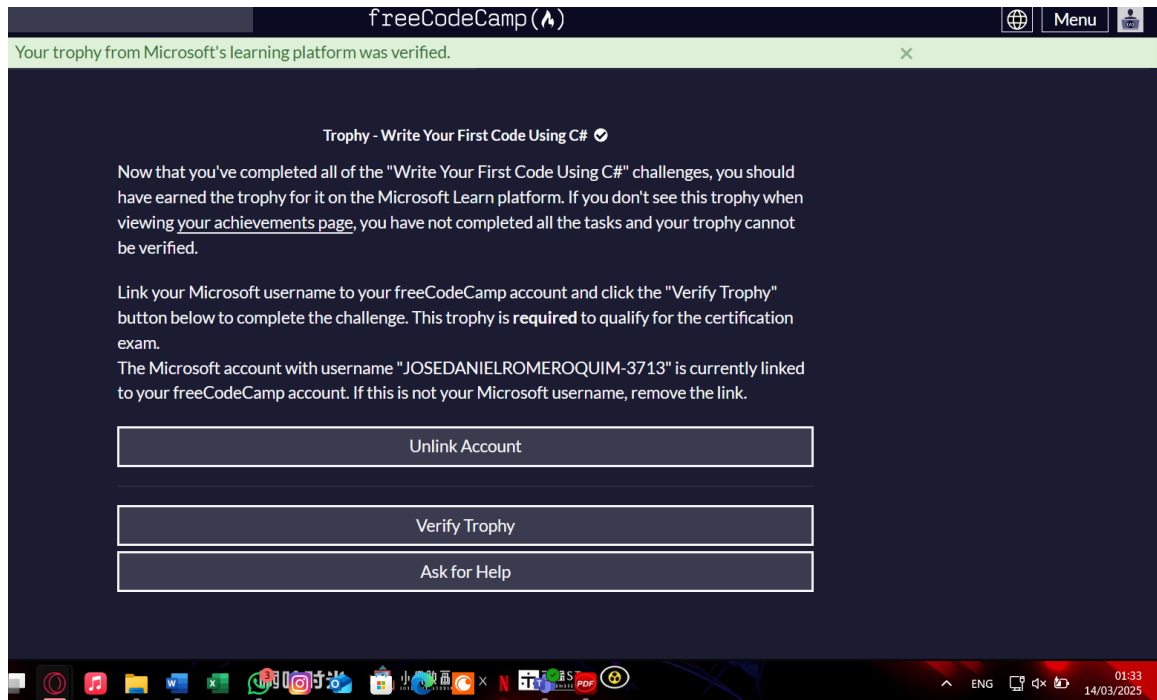 freeCodeCamp
Menu
Your trophy from Microsoft's learning platform was verified.
Trophy - Write Your First Code Using C#
Now that you've completed all of the "Write Your First Code Using C#" challenges, you should
have earned the trophy for it on the Microsoft Learn platform. If you don't see this trophy when
viewing your achievements page, you have not completed all the tasks and your trophy cannot
be verified.
Link your Microsoft username to your freeCodeCamp account and click the "Verify Trophy"
button below to complete the challenge. This trophy is required to qualify for the certification
exam.
The Microsoft account with username "JOSEDANIELROMEROQUIM-3713" is currently linked
to your freeCodeCamp account. If this is not your Microsoft username, remove the link.
Unlink Account
Verify Trophy
Ask for Help
ENG
01:33
14/03/2025